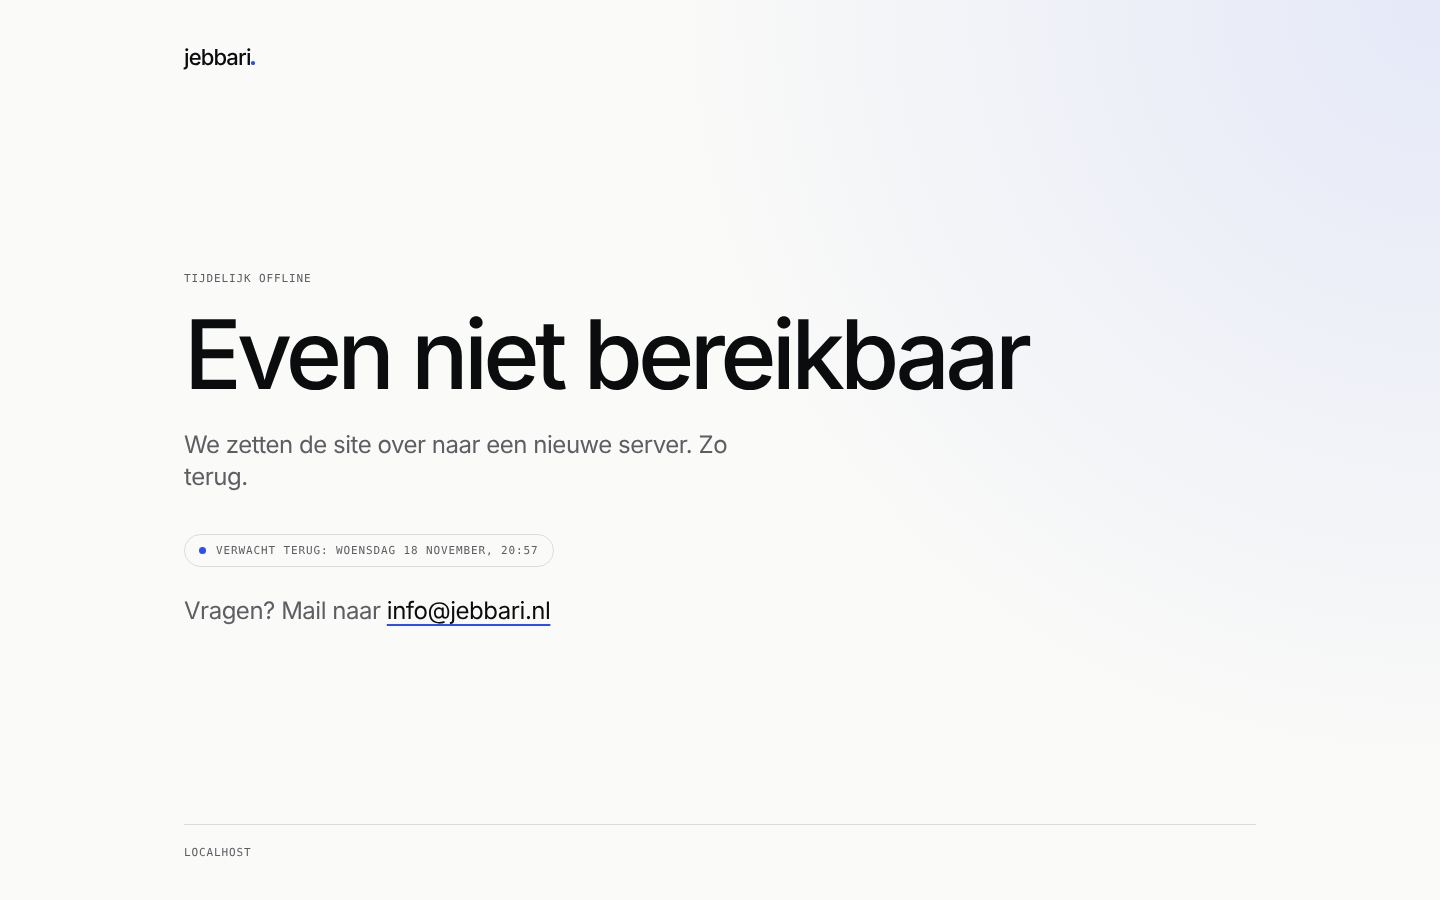 jebbari.
TIJDELIJK OFFLINE
Even niet bereikbaar
We zetten de site over naar een nieuwe server. Zo
terug.
VERWACHT TERUG: WOENSDAG 18 NOVEMBER, 20:57
Vragen? Mail naar info@jebbari.nl
LOCALHOST